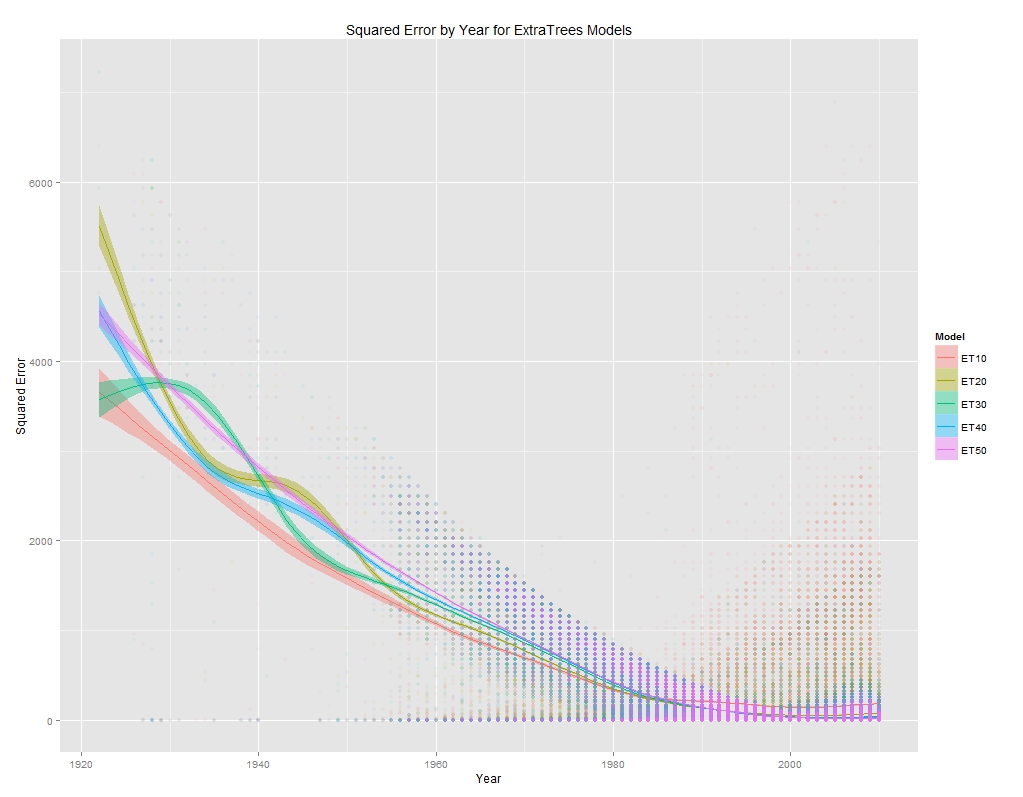 Squared Error by Year for ExtraTrees Models
Squared Error
6000
4000
2000
0
1920
1940
1960
1980
2000
Year
Model
ET10
ET20
ET30
ET40
ET50